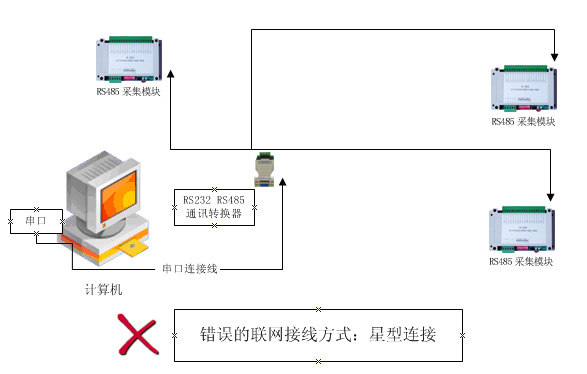 RS485 采集模块
RS485 采集模块
RS232 RS485
通讯转换器
串口
串口连接线
RS485 采集模块
计算机
错误的联网接线方式：星型连接